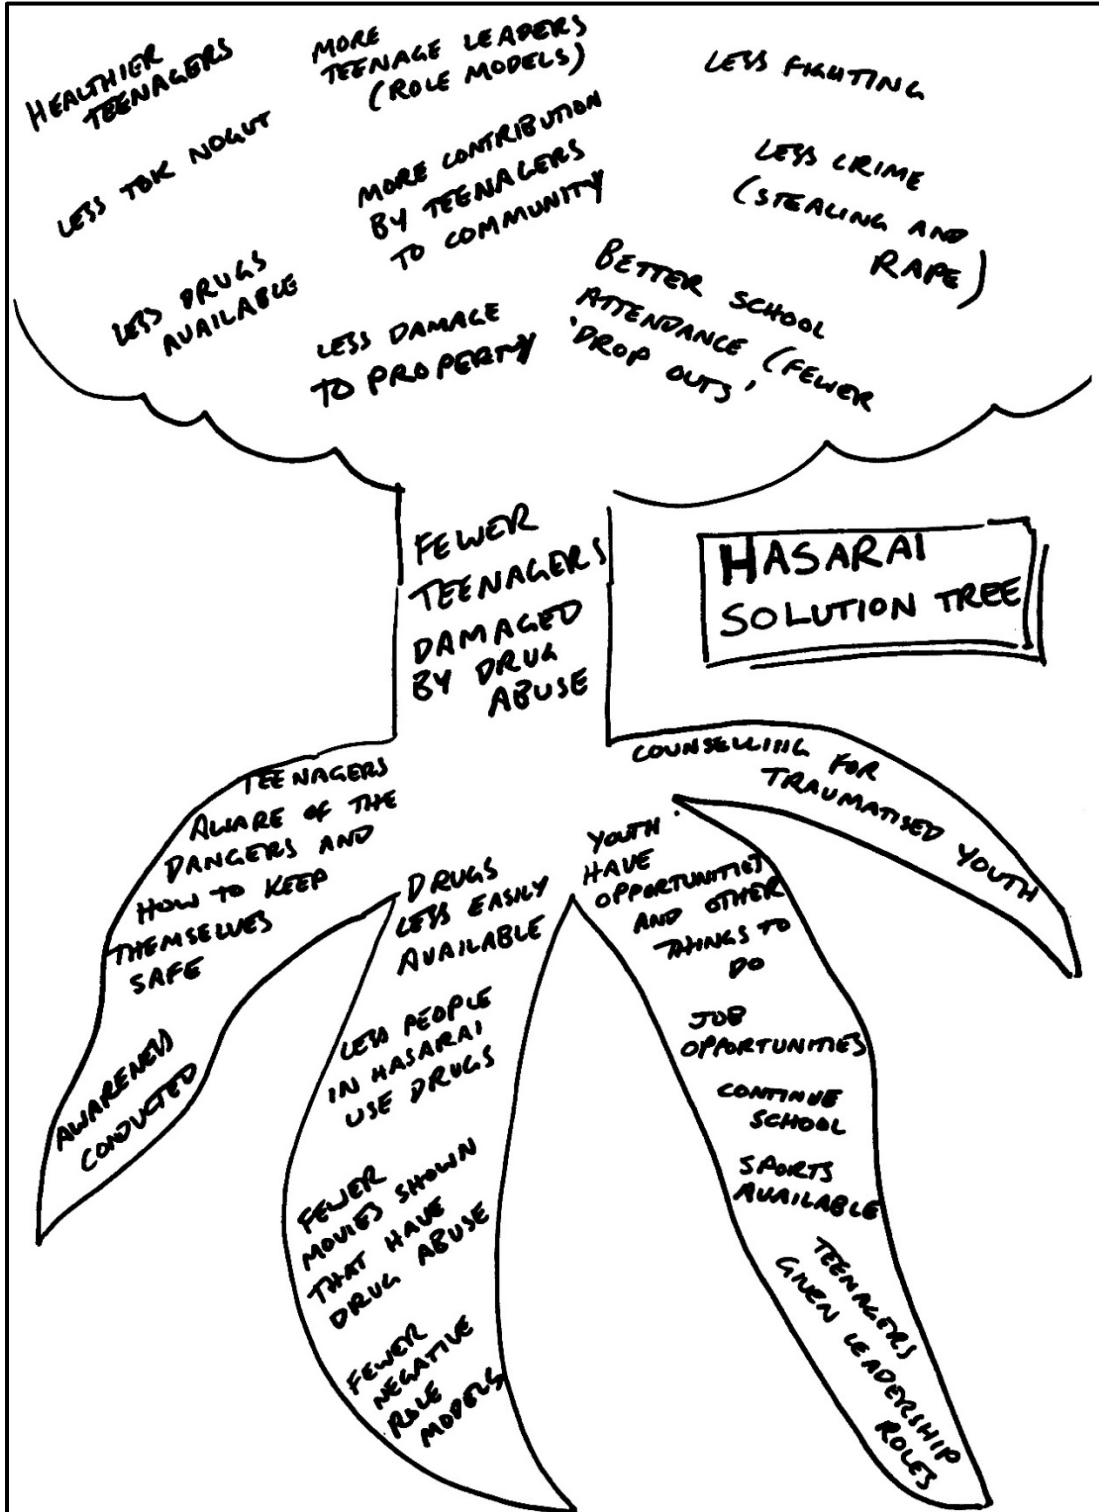 HEALTHIER
TEENAGERS
MORE
TEENAGE LEADERS
(ROLE MODELS)
LESS FIGHTING
LESS TOK NOGUT
MORE CONTRIBUTION
BY TEENAGERS
TO COMMUNITY
LESS CRIME
(STEALING AND
RAPE)
LESS DRUGS
AVAILABLE
LESS DAMAGE
TO PROPERTY
BETTER SCHOOL
ATTENDANCE (FEWER
'DROP OUTS'
FEWER
TEENAGERS
DAMAGED
BY DRUG
ABUSE
HASARAI
SOLUTION TREE
TEENAGERS
AWARE OF THE
DANGERS AND
HOW TO KEEP
THEMSELVES
SAFE
AWARENESS
CONDUCTED
DRUGS
LESS EASILY
AVAILABLE
LESS PEOPLE
IN HASARAI
USE DRUGS
FEWER
MOVIES SHOWN
THAT HAVE
DRUG ABUSE
FEWER
NEGATIVE
ROLE
MODELS
YOUTH
HAVE
OPPORTUNITIES
AND OTHER
THINGS TO
DO
JOB
OPPORTUNITIES
CONTINUE
SCHOOL
SPORTS
AVAILABLE
TEENAGERS
GIVEN LEADERSHIP
ROLES
COUNSELLING FOR
TRAUMATISED YOUTH